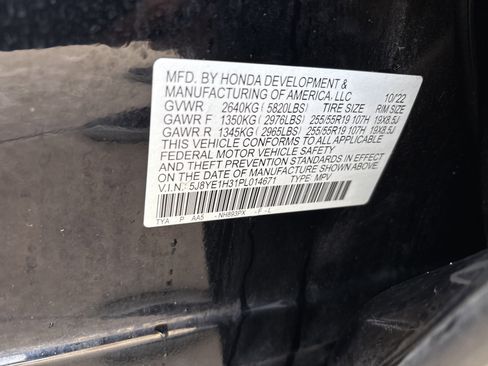 MFD. BY HONDA DEVELOPMENT &
MANUFACTURING OF AMERICA, LLC 10/22
GVWR 2640KG(5820LBS) TIRE SIZE RIM SIZE
GAWR F 1350KG(2976LBS) 255/55R19 107H 19X8.5J
GAWR R 1345KG(2965LBS) 255/55R19 107H 19X8.5J
THIS VEHICLE CONFORMS TO ALL APPLICABLE
FEDERAL MOTOR VEHICLE SAFETY
AND THEFT PREVENTION STANDARDS IN EFFECT
ON THE DATE OF MANUFACTURE SHOWN ABOVE.
V.I.N.: 5J8YE1H31PL014671 TYPE: MPV
TYA P AA5 -NH893PX -F -L